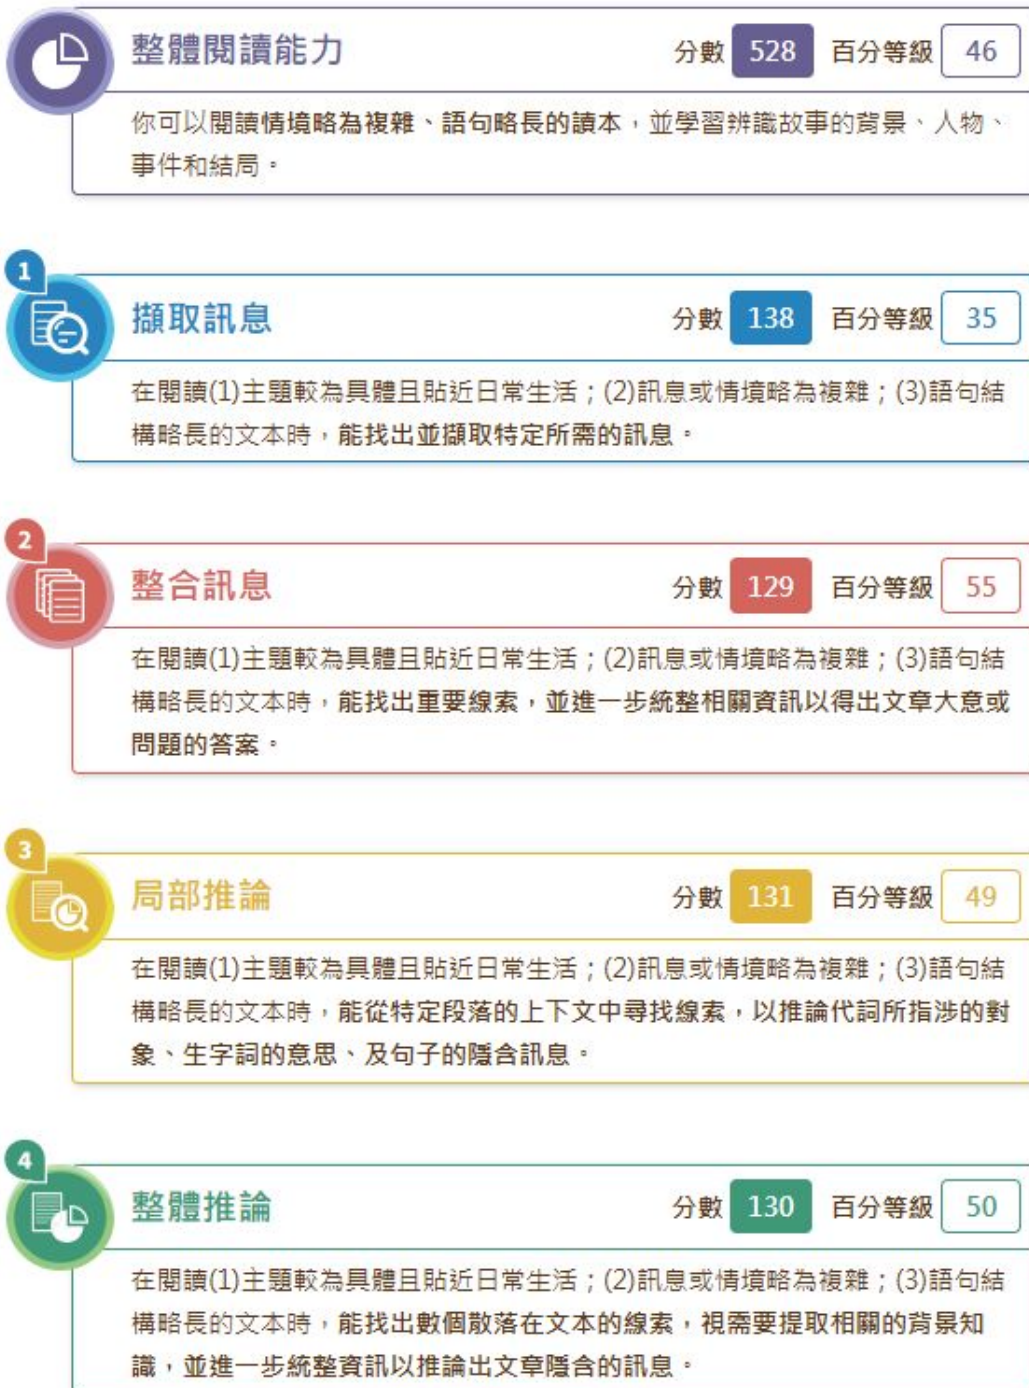 整體閱讀能力 分數 528 百分等級 46
你可以閱讀情境略為複雜、語句略長的讀本，並學習辨識故事的背景、人物、
事件和結局。
1
擷取訊息 分數 138 百分等級 35
在閱讀(1)主題較為具體且貼近日常生活；(2)訊息或情境略為複雜；(3)語句結
構略長的文本時，能找出並擷取特定所需的訊息。
2
整合訊息 分數 129 百分等級 55
在閱讀(1)主題較為具體且貼近日常生活；(2)訊息或情境略為複雜；(3)語句結
構略長的文本時，能找出重要線索，並進一步統整相關資訊以得出文章大意或
問題的答案。
3
局部推論 分數 131 百分等級 49
在閱讀(1)主題較為具體且貼近日常生活；(2)訊息或情境略為複雜；(3)語句結
構略長的文本時，能從特定段落的上下文中尋找線索，以推論代詞所指涉的對
象、生字詞的意思、及句子的隱含訊息。
4
整體推論 分數 130 百分等級 50
在閱讀(1)主題較為具體且貼近日常生活；(2)訊息或情境略為複雜；(3)語句結
構略長的文本時，能找出數個散落在文本的線索，視需要提取相關的背景知
識，並進一步統整資訊以推論出文章隱含的訊息。